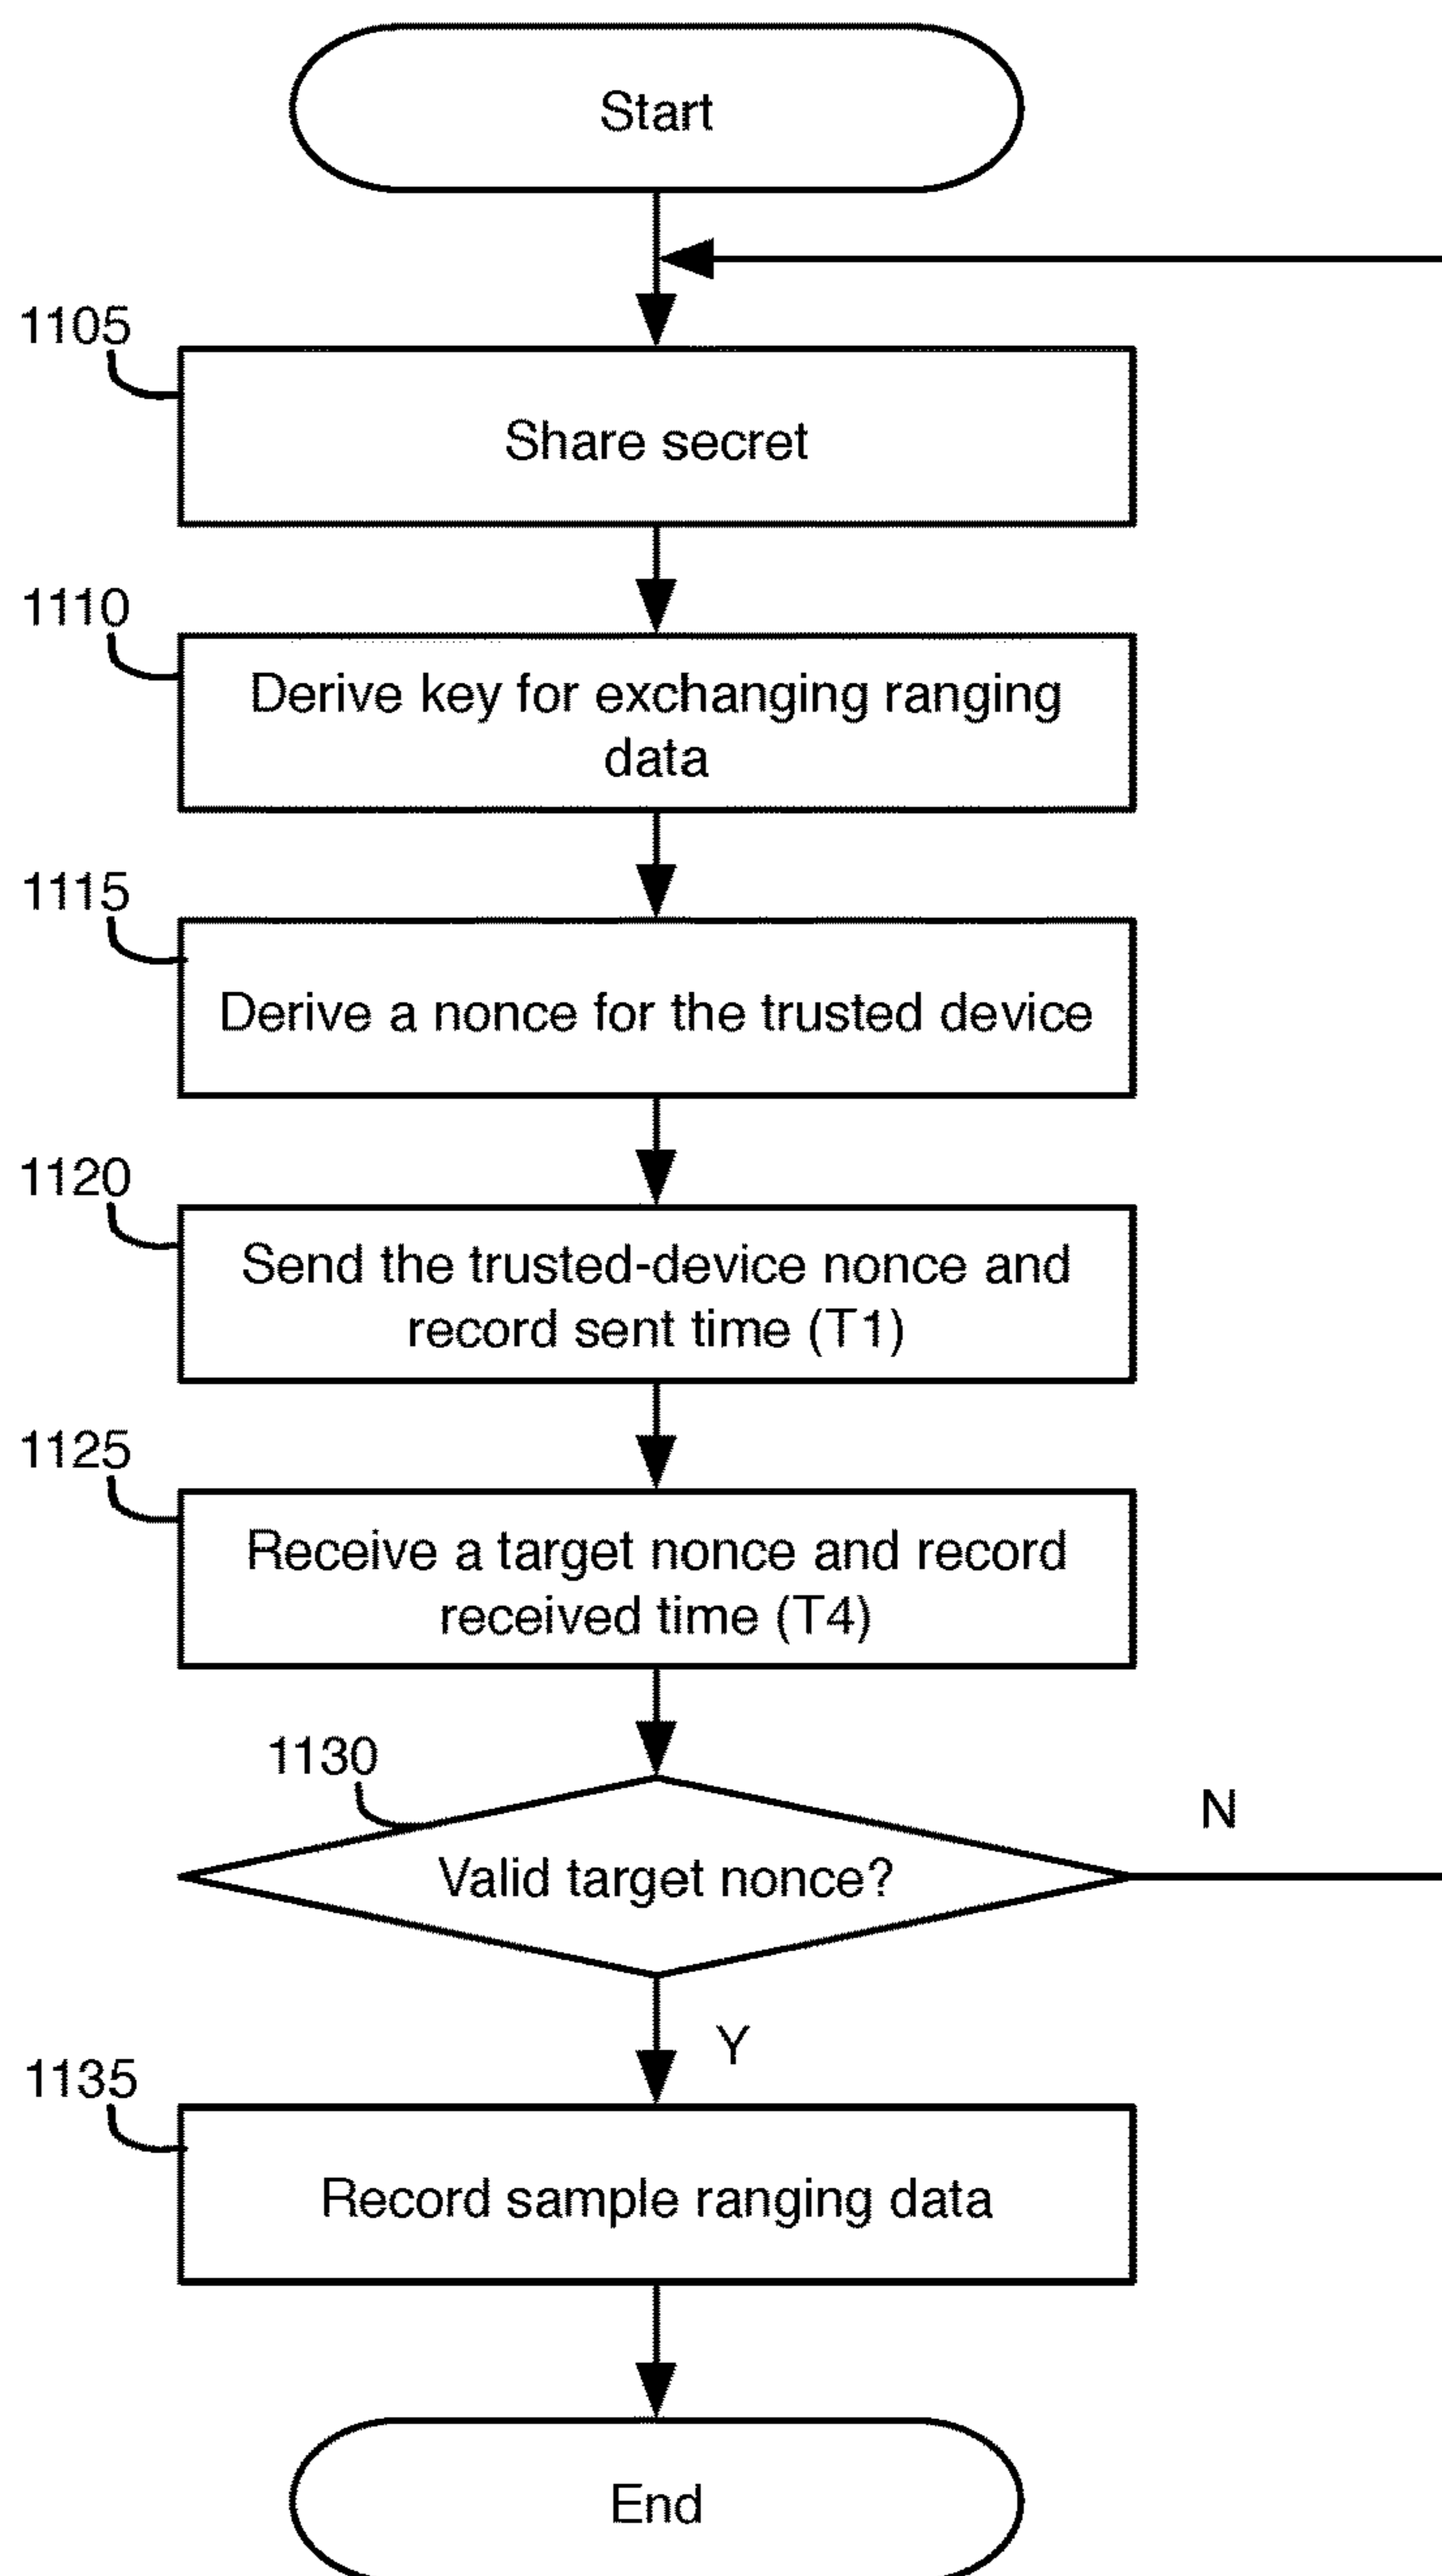 Start
1105
Share secret
1110
Derive key for exchanging ranging
data
1115
Derive a nonce for the trusted device
1120
Send the trusted-device nonce and
record sent time (T1)
1125
Receive a target nonce and record
received time (T4)
1130
N
Valid target nonce?
Y
1135
Record sample ranging data
End